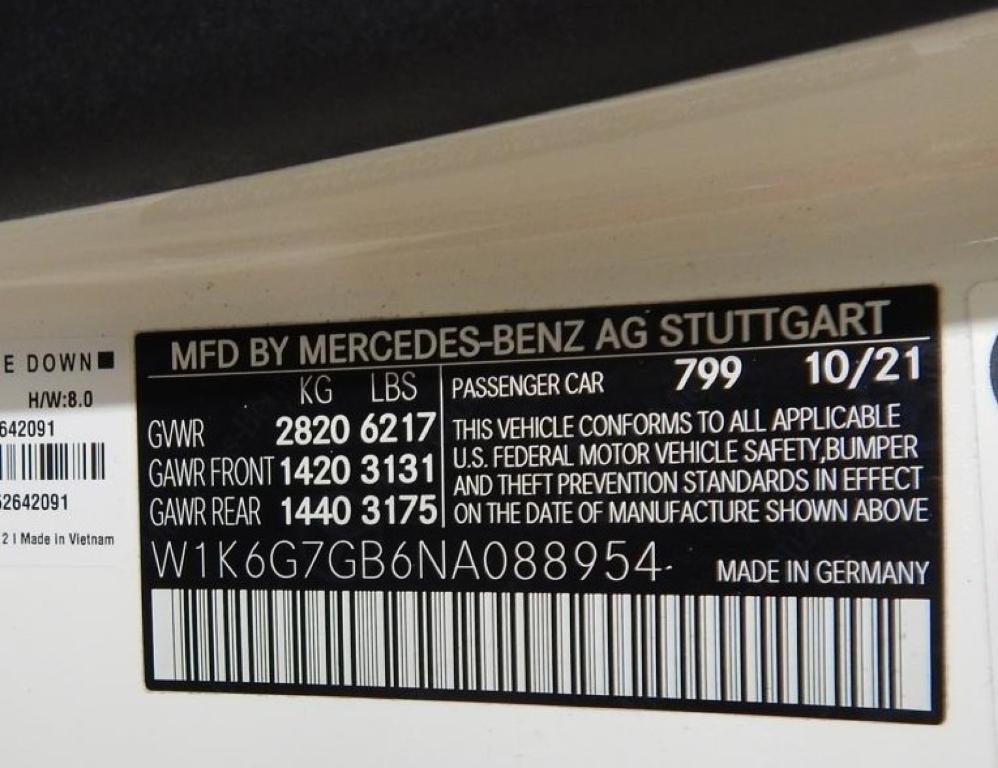 E DOWN
H/W:8.0
642091
52642091
2 I Made in Vietnam
MFD BY MERCEDES-BENZ AG STUTTGART
KG LBS
GVWR 2820 6217
GAWR FRONT 1420 3131
GAWR REAR 1440 3175
PASSENGER CAR 799 10/21
THIS VEHICLE CONFORMS TO ALL APPLICABLE
U.S. FEDERAL MOTOR VEHICLE SAFETY,BUMPER
AND THEFT PREVENTION STANDARDS IN EFFECT
ON THE DATE OF MANUFACTURE SHOWN ABOVE
W1K6G7GB6NA088954
MADE IN GERMANY